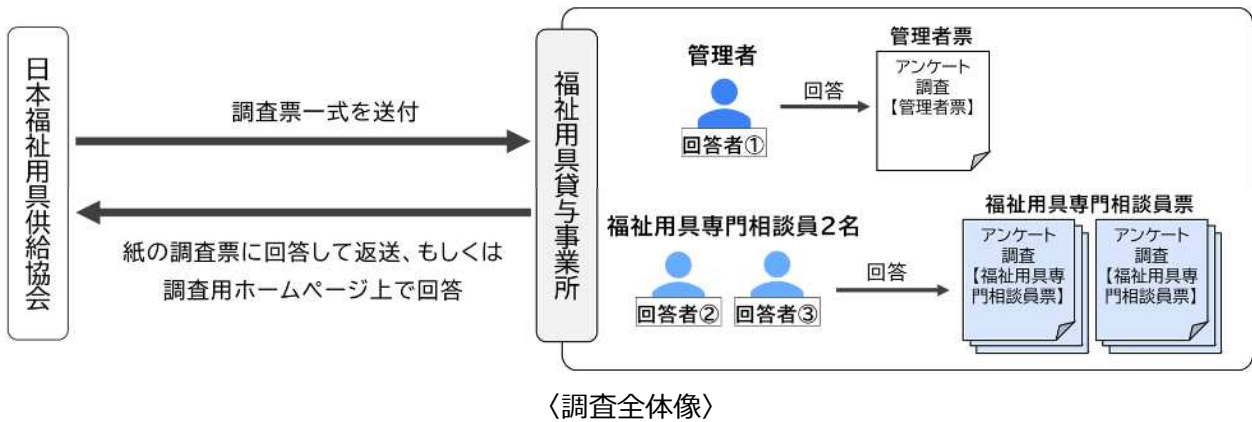 日本福祉用具供給協会
調査票一式を送付
紙の調査票に回答して返送、もしくは
調査用ホームページ上で回答
福祉用具貸与事業所
管理者
回答者①
回答
管理者票
アンケート
調査
【管理者票】
福祉用具専門相談員2名
回答者②
回答者③
回答
福祉用具専門相談員票
アンケート
調査
【福祉用具専
門相談員票】
アンケート
調査
【福祉用具専
門相談員票】
〈調査全体像〉